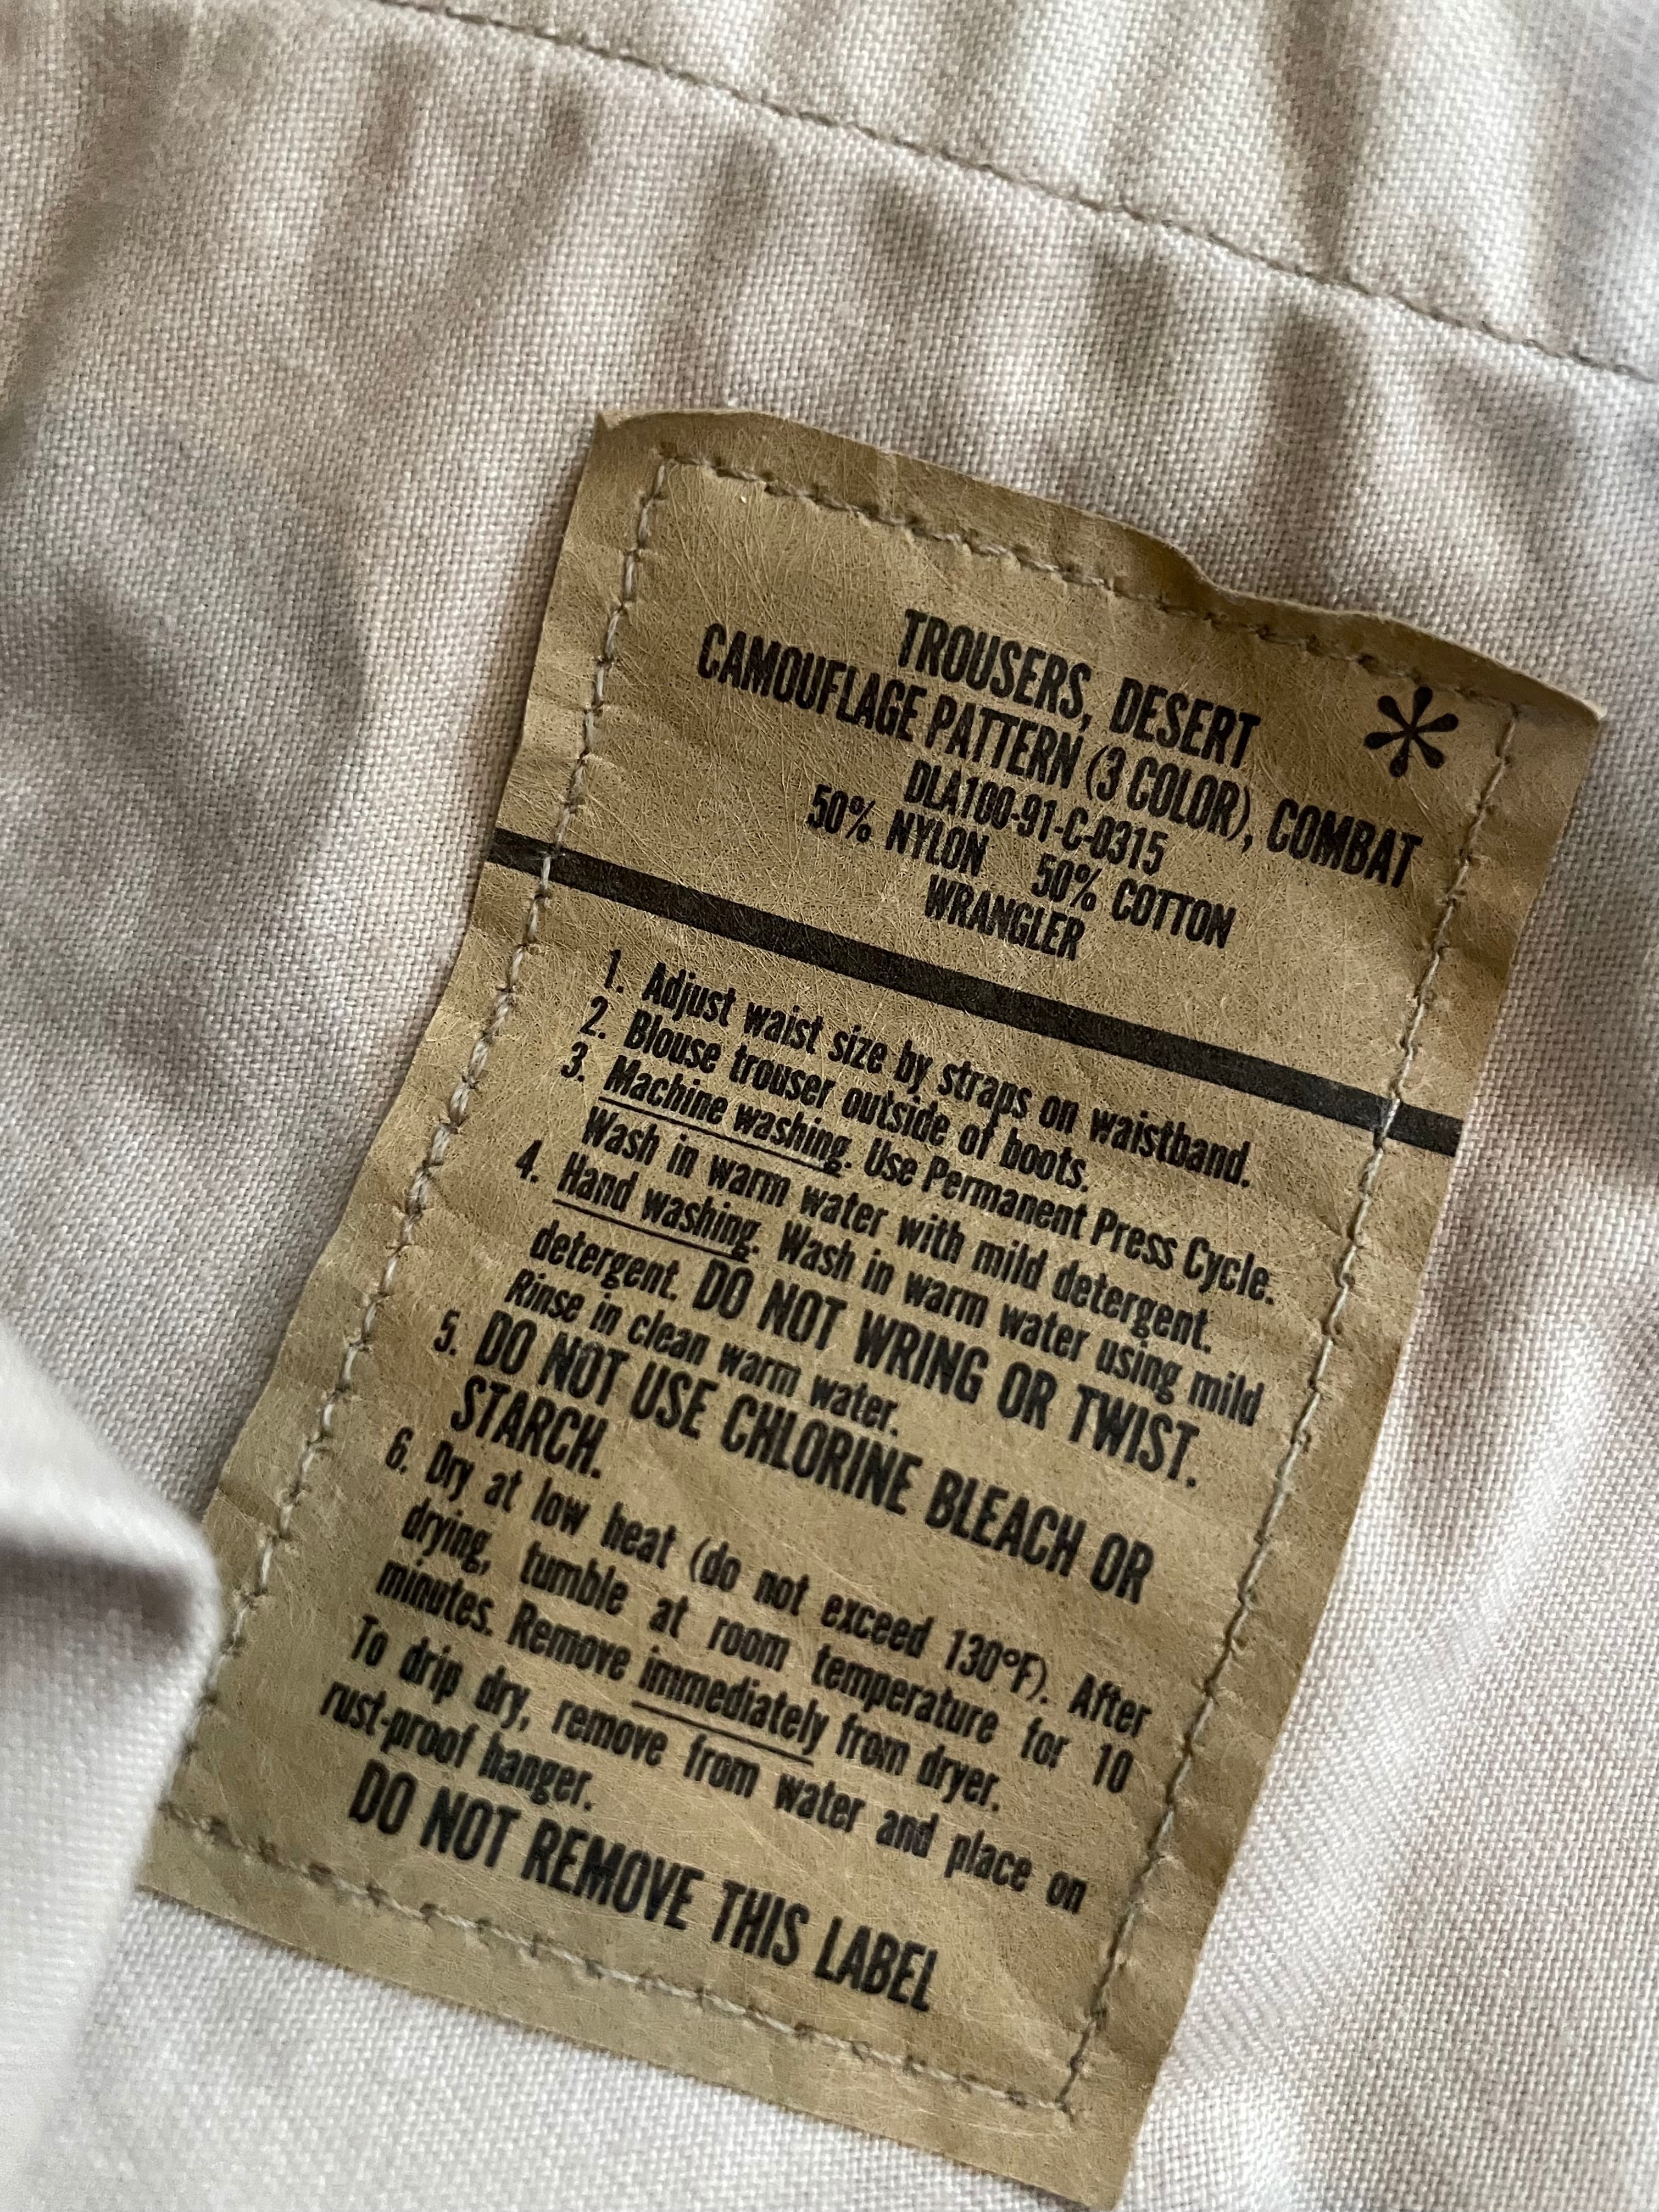 TROUSERS, DESERT
CAMOUFLAGE PATTERN (3 COLOR), COMBAT
DLA100-91-C-0315
50% NYLON 50% COTTON
WRANGLER
1. Adjust waist size by straps on waistband.
2. Blouse trouser outside of boots.
3. Machine washing. Use Permanent Press Cycle.
Wash in warm water with mild detergent.
4. Hand washing. Wash in warm water using mild
detergent. DO NOT WRING OR TWIST.
Rinse in clean warm water.
5. DO NOT USE CHLORINE BLEACH OR
STARCH.
6. Dry at low heat (do not exceed 130°F). After
drying, tumble at room temperature for 10
minutes. Remove immediately from dryer.
To drip dry, remove from water and place on
rust-proof hanger.
DO NOT REMOVE THIS LABEL